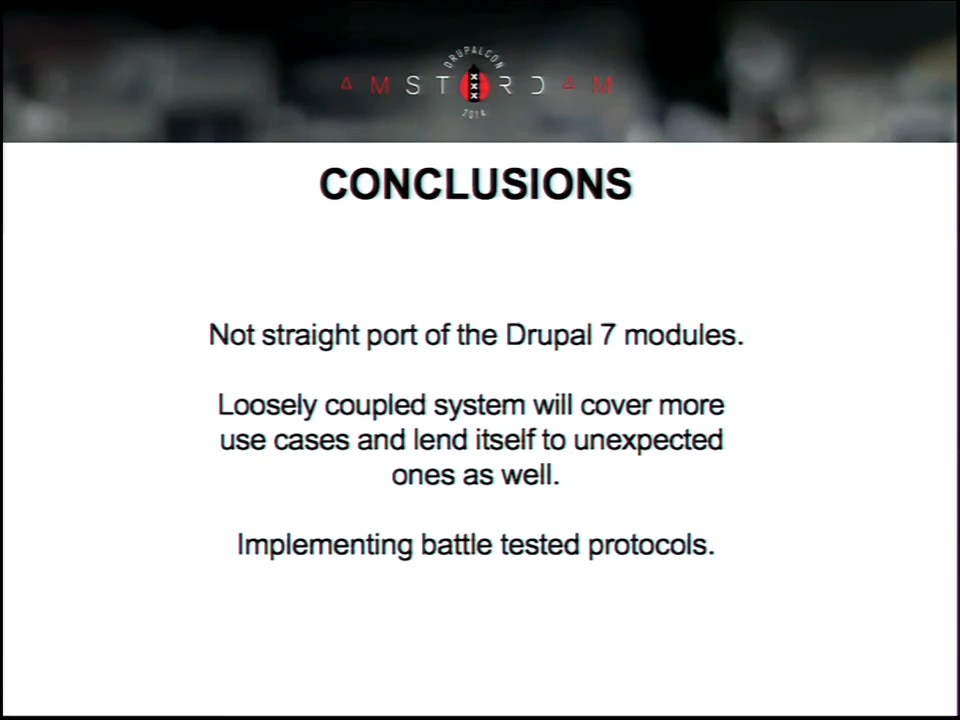 DRUPALCON
AMSTERDAM
XXX
2014
CONCLUSIONS
Not straight port of the Drupal 7 modules.
Loosely coupled system will cover more
use cases and lend itself to unexpected
ones as well.
Implementing battle tested protocols.